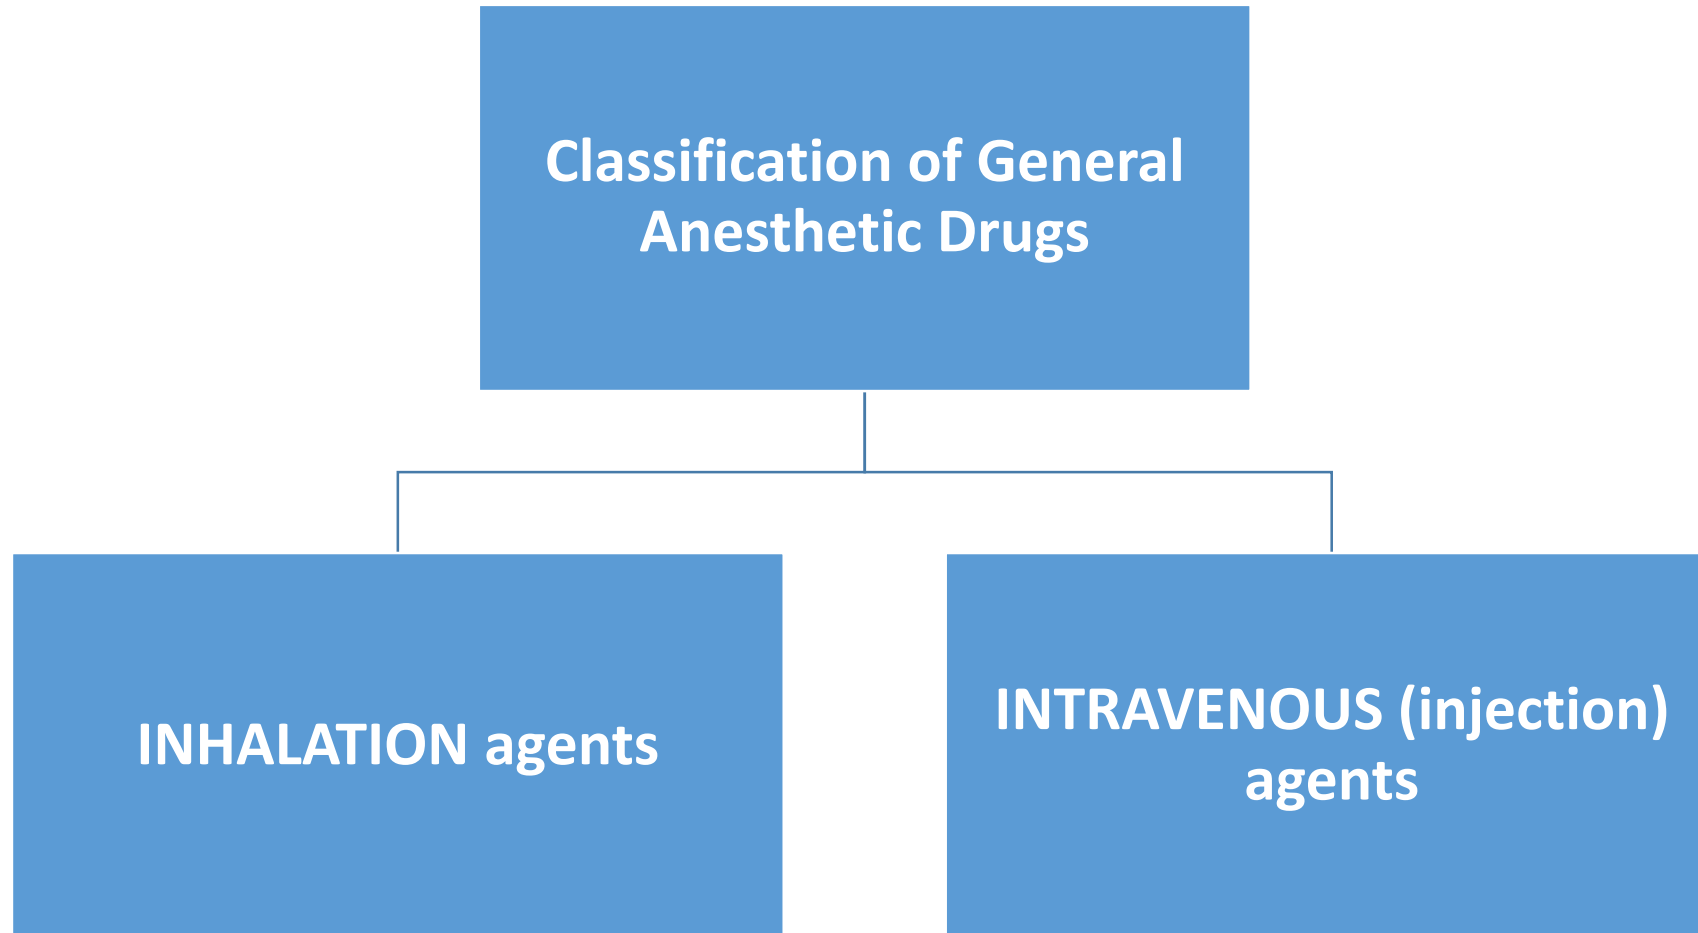 Classification of General
Anesthetic Drugs
INHALATION agents
INTRAVENOUS (injection)
agents